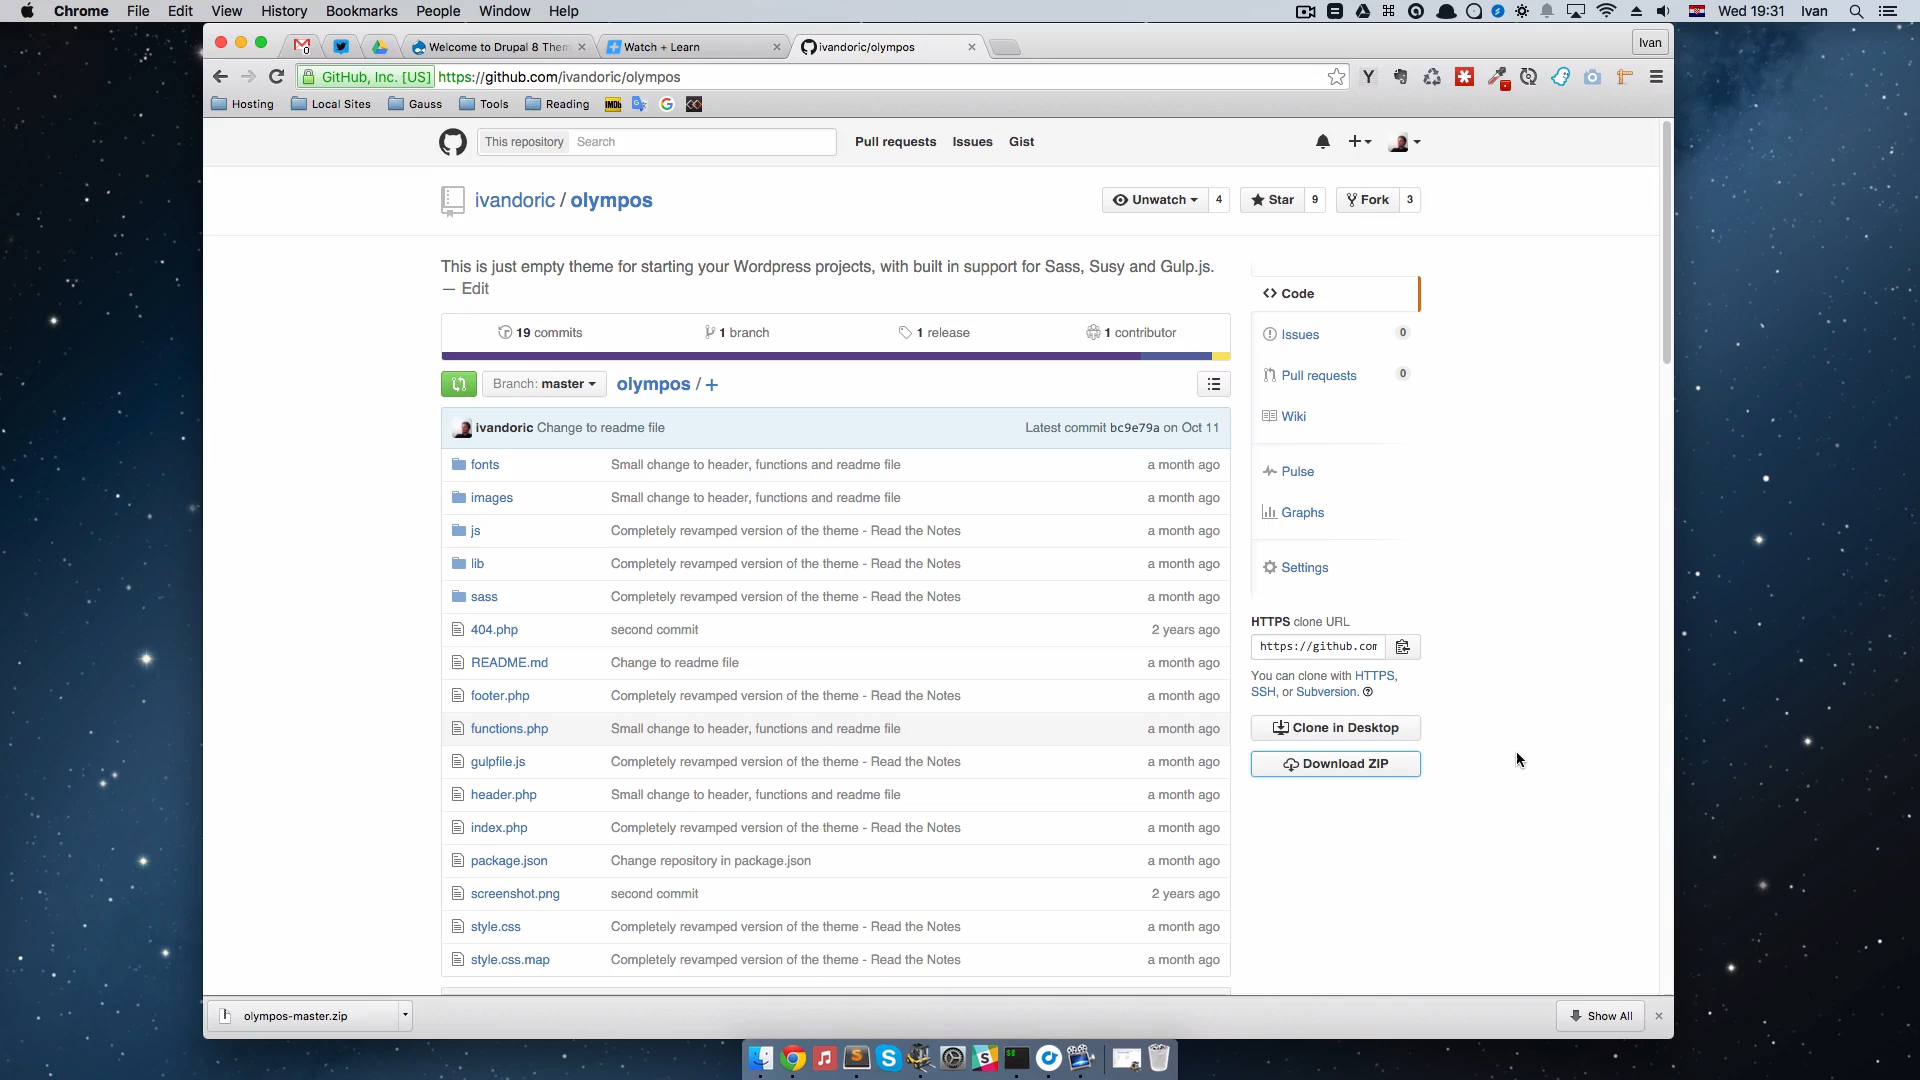 Chrome File Edit View History Bookmarks People Window Help Wed 19:31 Ivan
Welcome to Drupal 8 Them Watch + Learn ivandoric/olympos Ivan
GitHub, Inc. [US] https://github.com/ivandoric/olympos
Hosting Local Sites Gauss Tools Reading IMDb
This repository Search Pull requests Issues Gist
ivandoric / olympos Unwatch 4 Star 9 Fork 3
This is just empty theme for starting your Wordpress projects, with built in support for Sass, Susy and Gulp.js.
— Edit
Code
19 commits 1 branch 1 release 1 contributor
Issues 0
Branch: master olympos / +
Pull requests 0
Wiki
ivandoric Change to readme file Latest commit bc9e79a on Oct 11
fonts Small change to header, functions and readme file a month ago
Pulse
images Small change to header, functions and readme file a month ago
Graphs
js Completely revamped version of the theme - Read the Notes a month ago
lib Completely revamped version of the theme - Read the Notes a month ago
Settings
sass Completely revamped version of the theme - Read the Notes a month ago
HTTPS clone URL
404.php second commit 2 years ago
https://github.com
README.md Change to readme file a month ago
You can clone with HTTPS,
SSH, or Subversion.
footer.php Completely revamped version of the theme - Read the Notes a month ago
functions.php Small change to header, functions and readme file a month ago
Clone in Desktop
gulpfile.js Completely revamped version of the theme - Read the Notes a month ago
Download ZIP
header.php Small change to header, functions and readme file a month ago
index.php Completely revamped version of the theme - Read the Notes a month ago
package.json Change repository in package.json a month ago
screenshot.png second commit 2 years ago
style.css Completely revamped version of the theme - Read the Notes a month ago
style.css.map Completely revamped version of the theme - Read the Notes a month ago
olympos-master.zip Show All